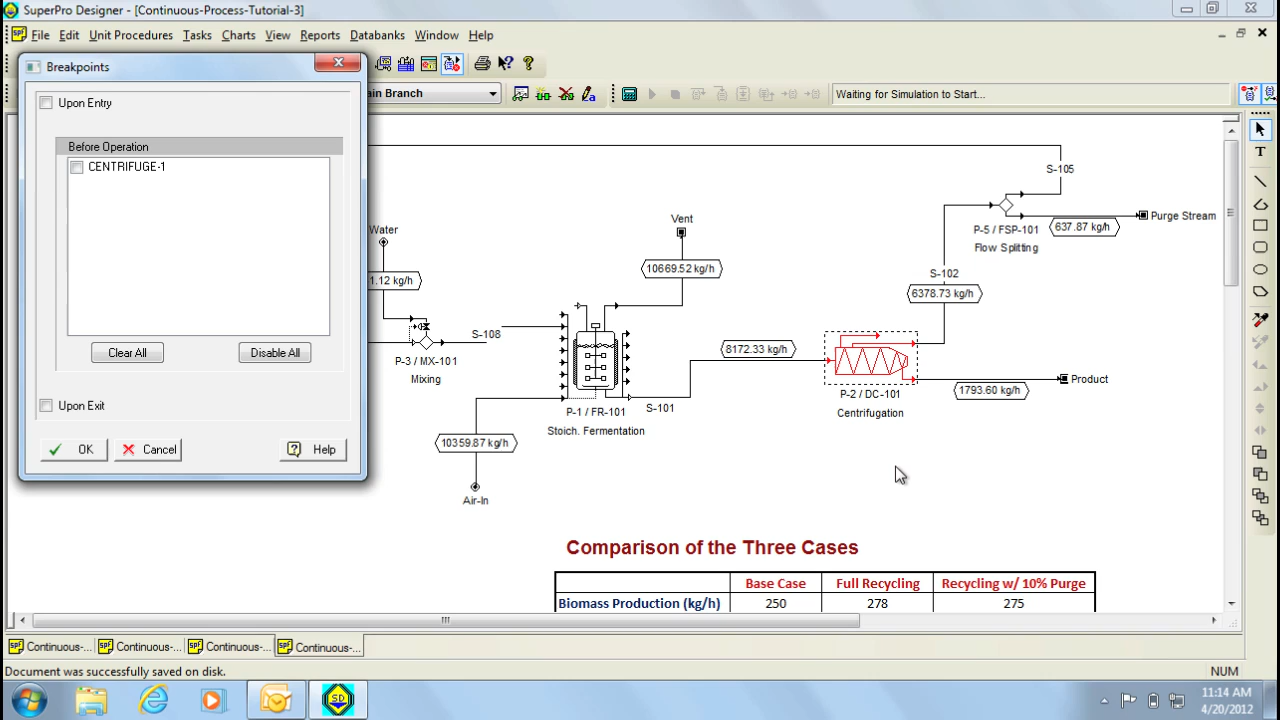 SuperPro Designer - [Continuous-Process-Tutorial-3]
File Edit Unit Procedures Tasks Charts View Reports Databanks Window Help
ain Branch
Waiting for Simulation to Start...
Breakpoints
Upon Entry
Before Operation
CENTRIFUGE-1
Clear All
Disable All
Upon Exit
OK
Cancel
Help
S-105
Water
Vent
P-5 / FSP-101
Flow Splitting
637.87 kg/h
Purge Stream
1.12 kg/h
10669.52 kg/h
S-102
6378.73 kg/h
S-108
P-3 / MX-101
Mixing
8172.33 kg/h
P-2 / DC-101
Centrifugation
1793.60 kg/h
Product
P-1 / FR-101
Stoich. Fermentation
S-101
10359.87 kg/h
Air-In
Comparison of the Three Cases
Base Case Full Recycling Recycling w/ 10% Purge
Biomass Production (kg/h) 250 278 275
Continuous-... Continuous-... Continuous-... Continuous-...
Document was successfully saved on disk.
NUM
SD
11:14 AM
4/20/2012